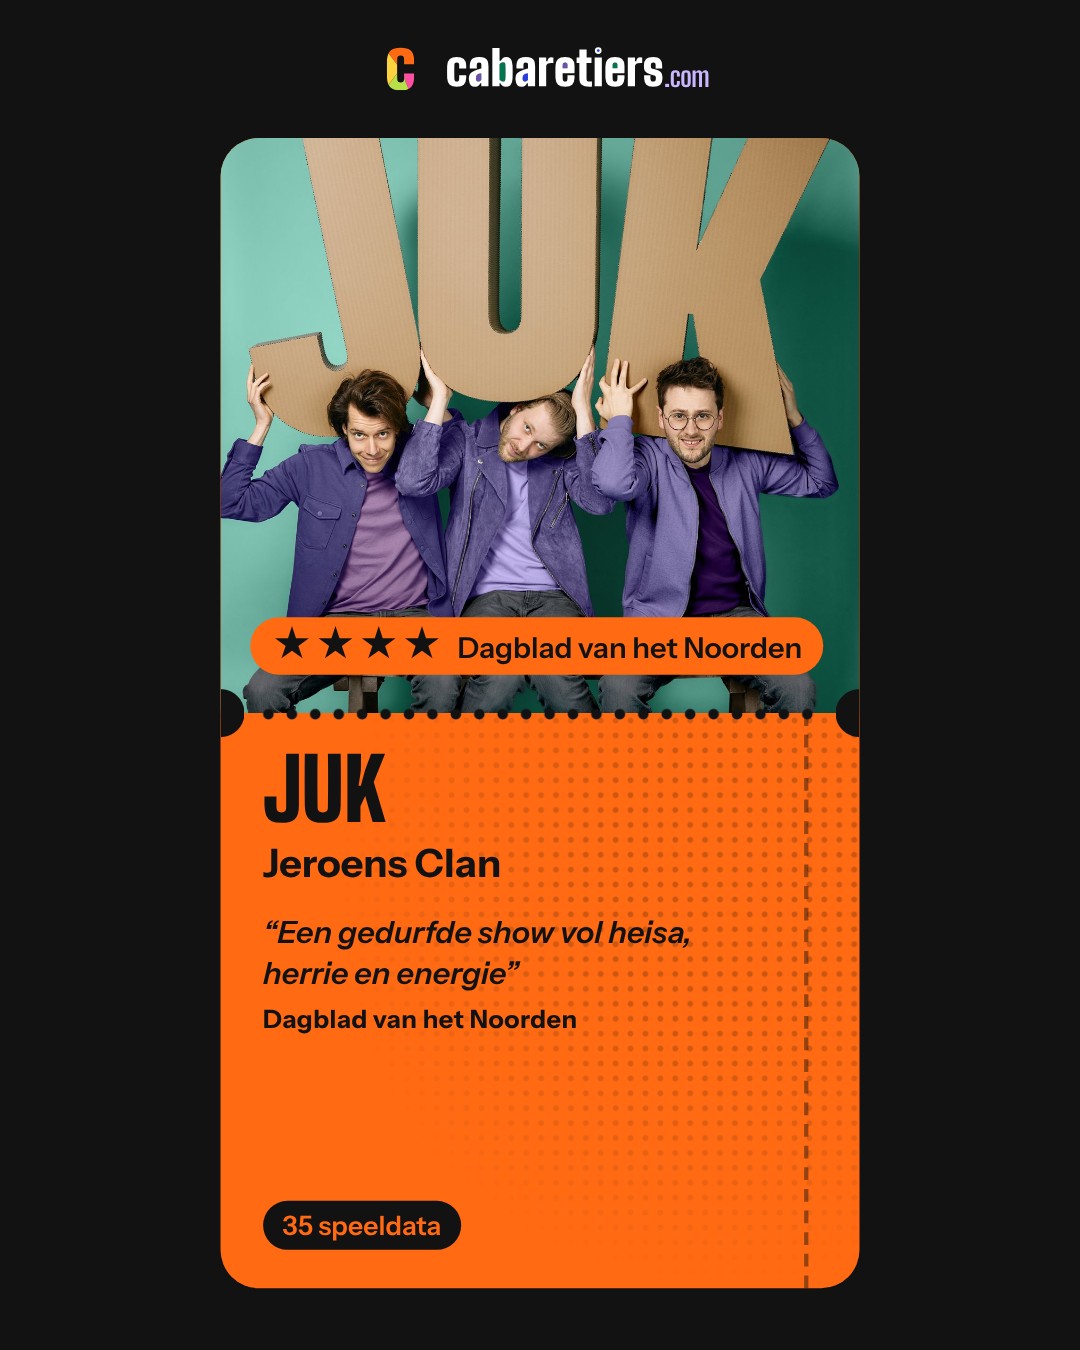 cabaretiers.com
JUK
★★★★ Dagblad van het Noorden
JUK
Jeroens Clan
“Een gedurfde show vol heisa,
herrie en energie”
Dagblad van het Noorden
35 speeldata